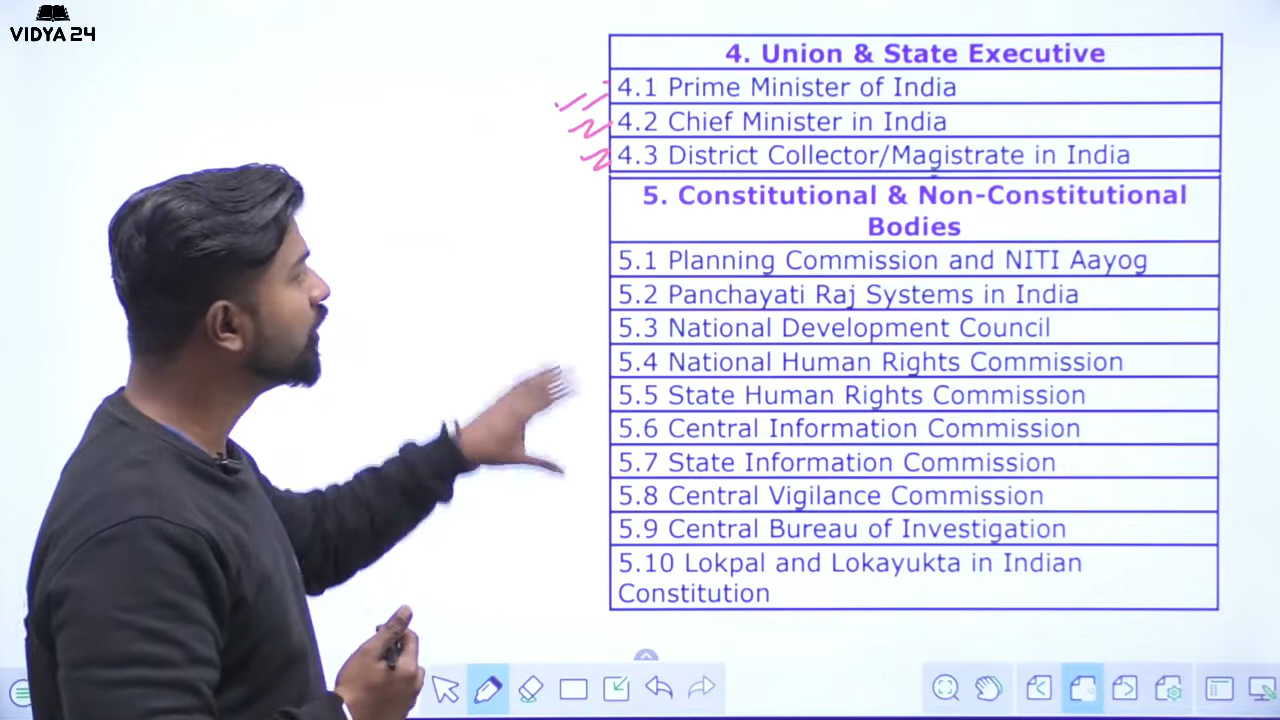 VIDYA 24
4. Union & State Executive
4.1 Prime Minister of India
4.2 Chief Minister in India
4.3 District Collector/Magistrate in India
5. Constitutional & Non-Constitutional
Bodies
5.1 Planning Commission and NITI Aayog
5.2 Panchayati Raj Systems in India
5.3 National Development Council
5.4 National Human Rights Commission
5.5 State Human Rights Commission
5.6 Central Information Commission
5.7 State Information Commission
5.8 Central Vigilance Commission
5.9 Central Bureau of Investigation
5.10 Lokpal and Lokayukta in Indian
Constitution